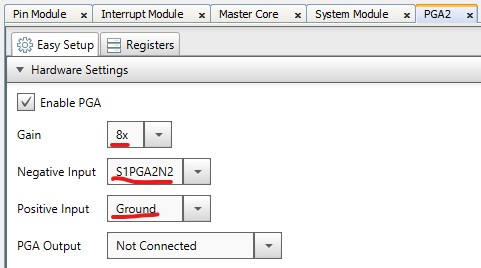 Pin Module x Interrupt Module x Master Core x System Module x PGA2 x
Easy Setup Registers
Hardware Settings
Enable PGA
Gain 8x
Negative Input S1PGA2N2
Positive Input Ground
PGA Output Not Connected